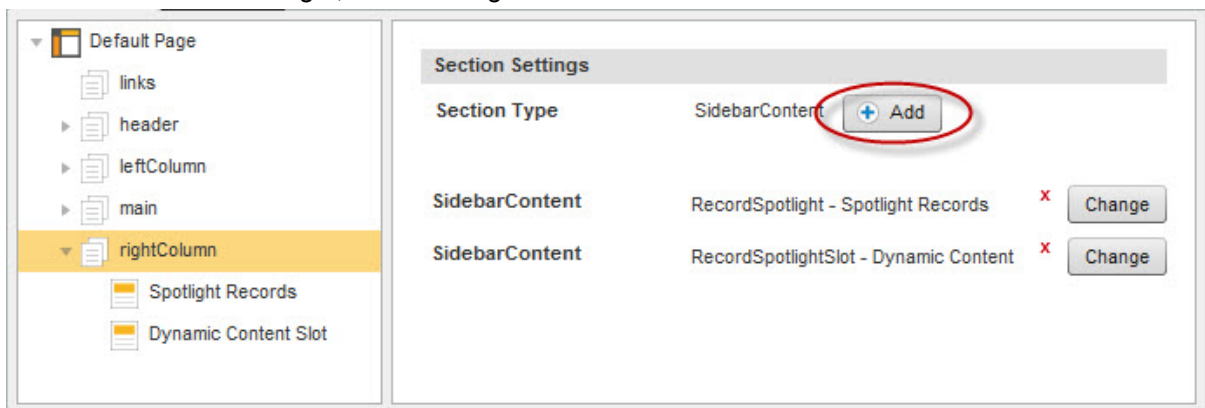 Default Page
links
header
leftColumn
main
rightColumn
Spotlight Records
Dynamic Content Slot
Section Settings
Section Type SidebarContent Add
SidebarContent RecordSpotlight - Spotlight Records x Change
SidebarContent RecordSpotlightSlot - Dynamic Content x Change